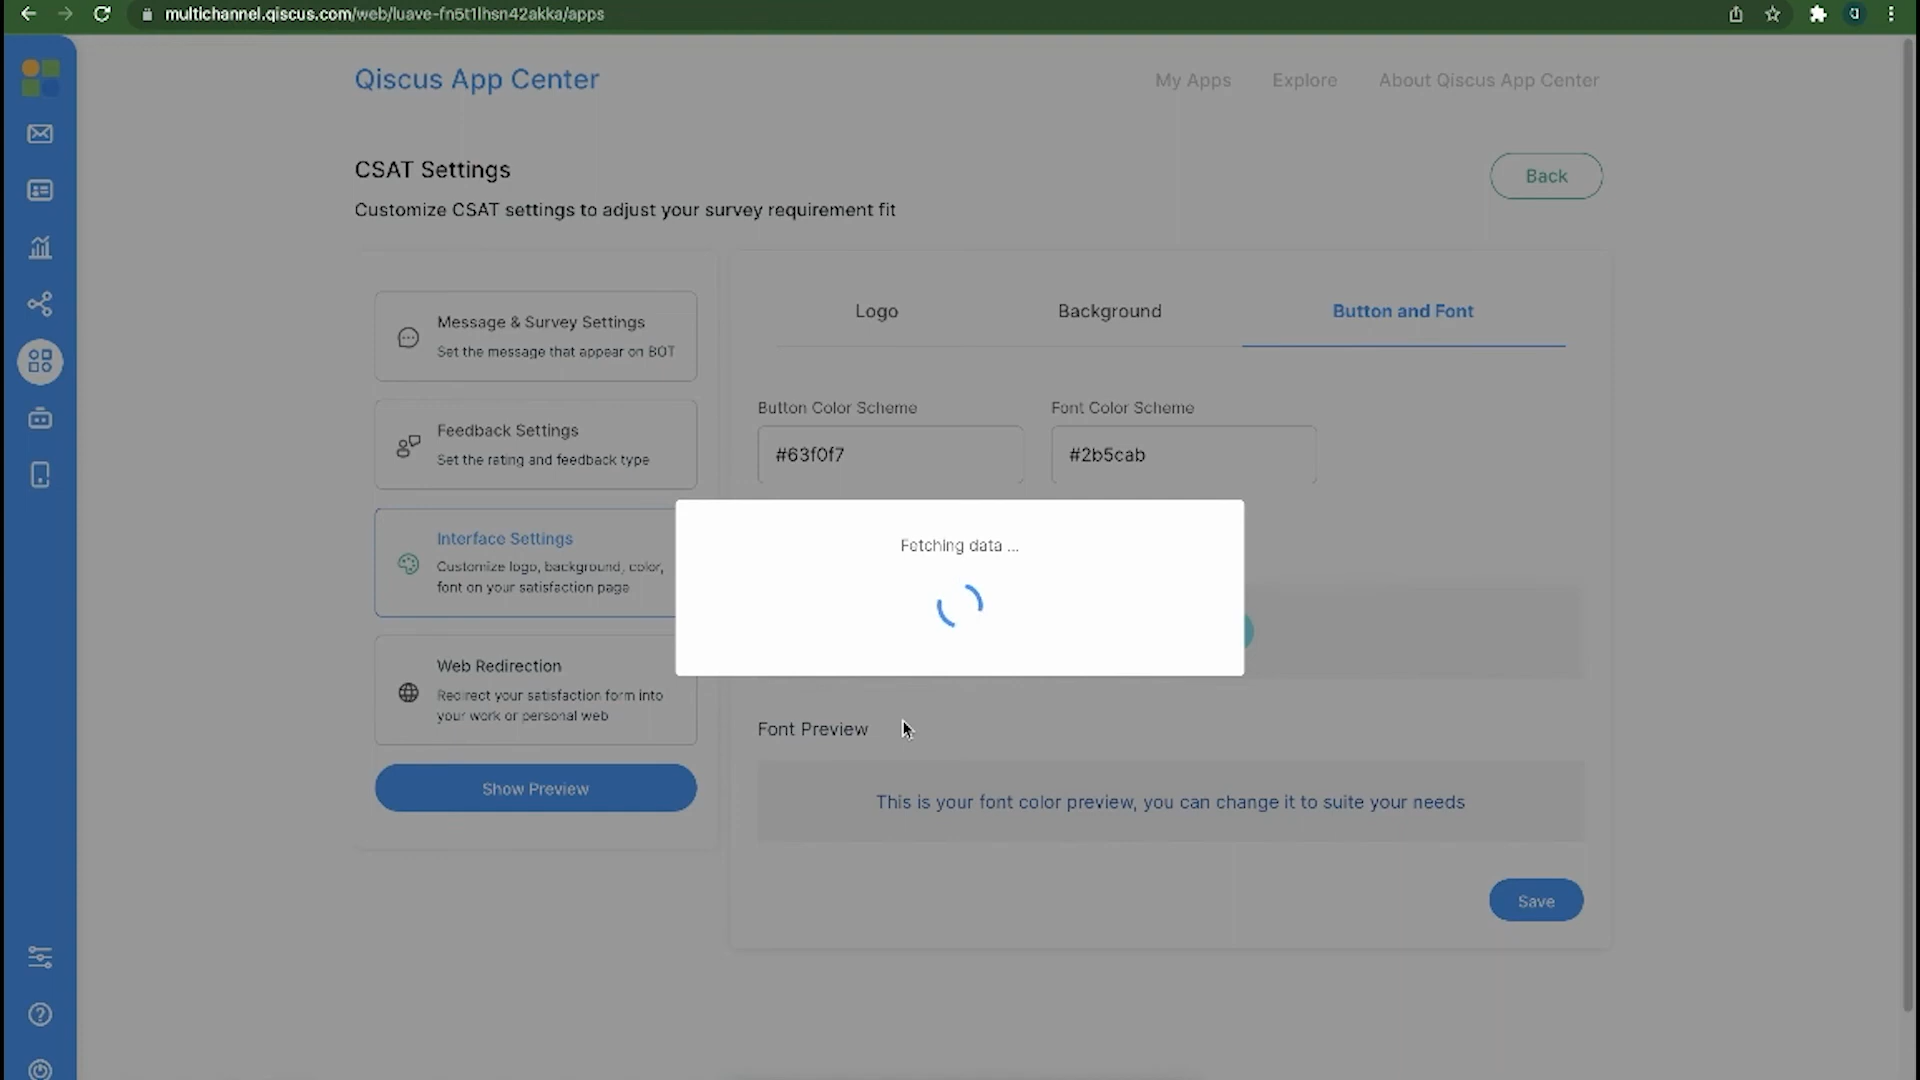 multichannel.qiscus.com/web/luave-fn5t1lhsn42akka/apps
Qiscus App Center
My Apps
Explore
About Qiscus App Center
CSAT Settings
Back
Customize CSAT settings to adjust your survey requirement fit
Message & Survey Settings
Set the message that appear on BOT
Feedback Settings
Set the rating and feedback type
Interface Settings
Customize logo, background, color,
font on your satisfaction page
Web Redirection
Redirect your satisfaction form into
your work or personal web
Show Preview
Logo
Background
Button and Font
Button Color Scheme
Font Color Scheme
#63f0f7
#2b5cab
Fetching data ...
Font Preview
This is your font color preview, you can change it to suite your needs
Save